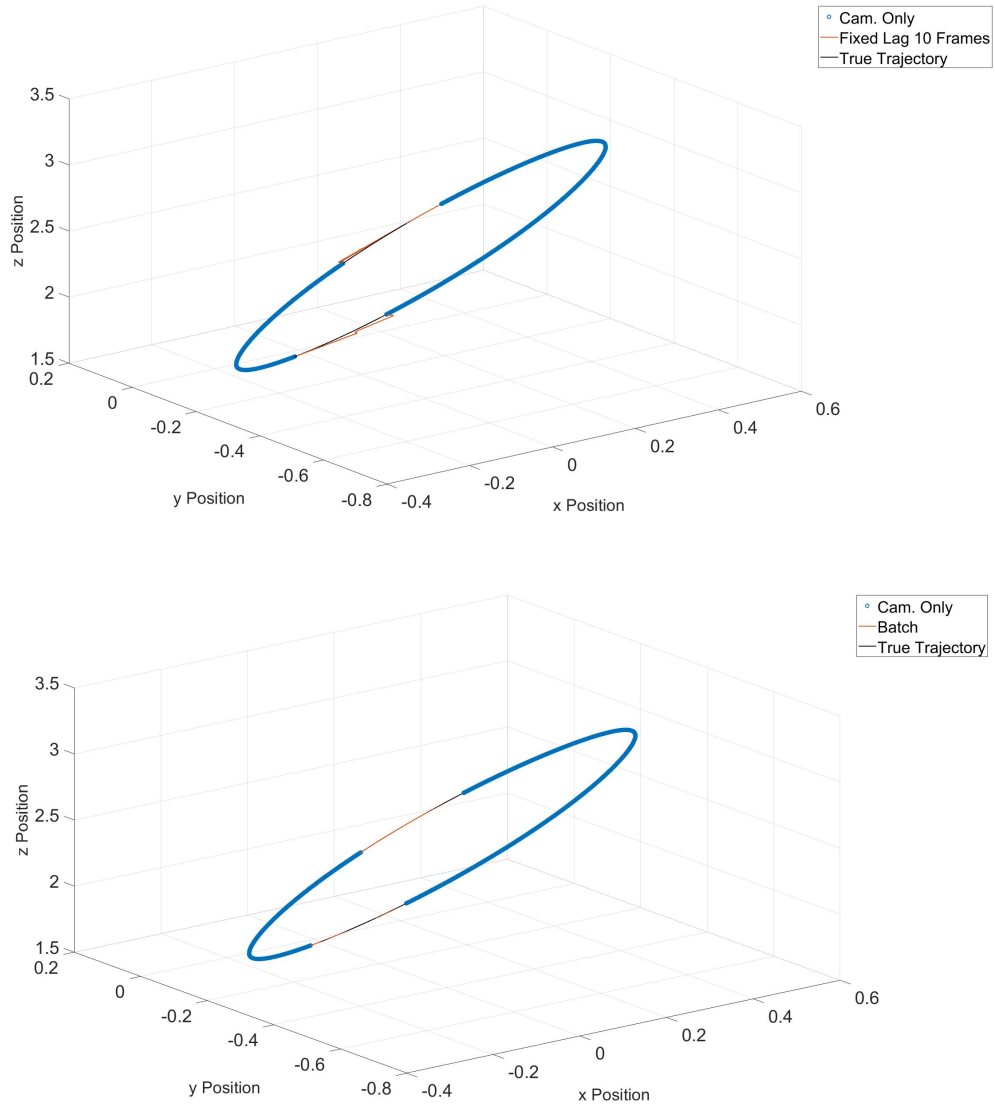 Cam. Only
Fixed Lag 10 Frames
True Trajectory
3.5
3
2.5
2
1.5
z Position
0.2
0
-0.2
-0.4
-0.6
-0.8
y Position
-0.4
-0.2
0
0.2
0.4
0.6
x Position
Cam. Only
Batch
True Trajectory
3.5
3
2.5
2
1.5
z Position
0.2
0
-0.2
-0.4
-0.6
-0.8
y Position
-0.4
-0.2
0
0.2
0.4
0.6
x Position